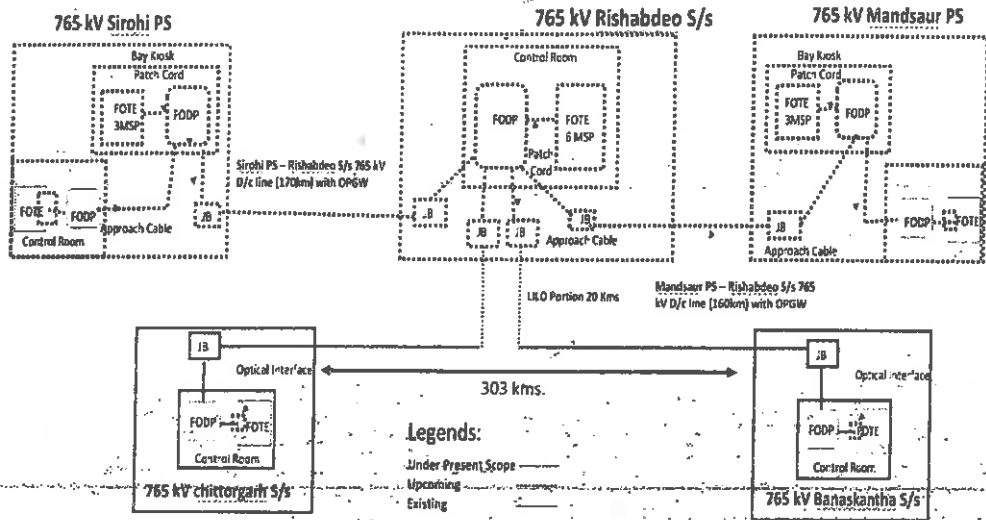 765 kV Sirohi PS
765 kV Rishabdeo S/s
765 kV Mandsaur PS
Bay Kiosk
Patch Cord
FOTE
3MSP
FODP
FOTE
FODP
Control Room
Approach Cable
JB
Sirohi PS – Rishabdeo S/s 765 kV
D/c line (170km) with OPGW
Control Room
FODP
FOTE
6 MSP
Patch
Cord
JB
JB
JB
JB
Approach Cable
Bay Kiosk
Patch Cord
FOTE
3MSP
FODP
JB
Approach Cable
FODP
FOTE
LILO Portion 20 Kms
Mandsaur PS – Rishabdeo S/s 765
kV D/c line (160km) with OPGW
JB
Optical Interface
FODP
FOTE
Control Room
765 kV chittorgarh S/s
303 kms.
JB
Optical Interface
FODP
FOTE
Control Room
765 kV Banaskantha S/s
Legends:
Under Present Scope
Upcoming
Existing